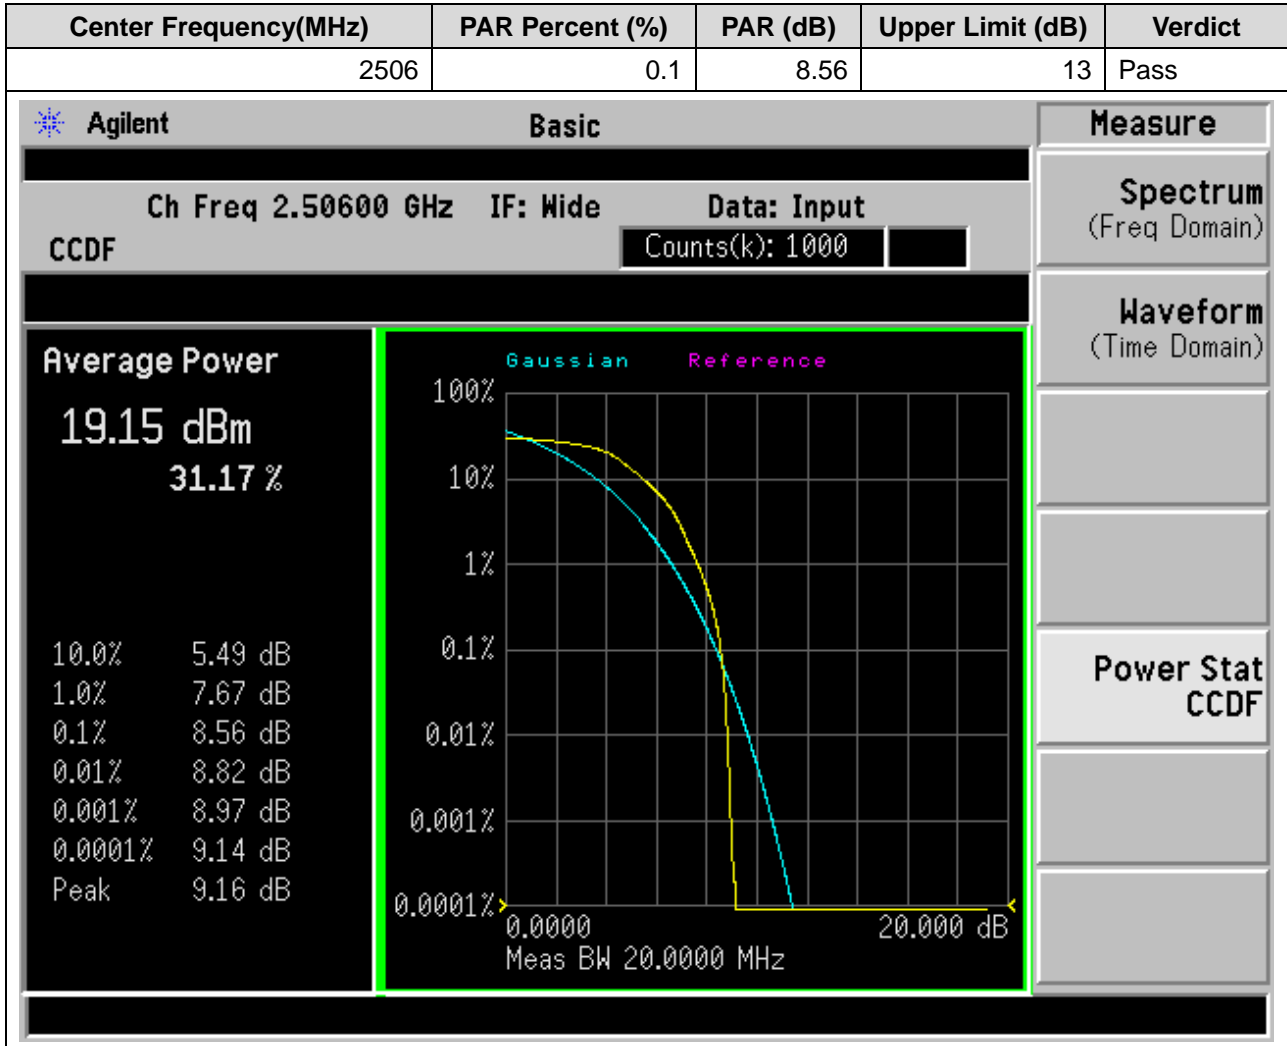 Center Frequency(MHz) PAR Percent (%) PAR (dB) Upper Limit (dB) Verdict
2506 0.1 8.56 13 Pass
Agilent Basic Measure
Ch Freq 2.50600 GHz IF: Wide Data: Input
CCDF Counts(k): 1000
Spectrum
(Freq Domain)
Waveform
(Time Domain)
Power Stat
CCDF
Average Power
19.15 dBm
31.17 %
10.0% 5.49 dB
1.0% 7.67 dB
0.1% 8.56 dB
0.01% 8.82 dB
0.001% 8.97 dB
0.0001% 9.14 dB
Peak 9.16 dB
Gaussian Reference
100%
10%
1%
0.1%
0.01%
0.001%
0.0001%
0.0000 20.000 dB
Meas BW 20.0000 MHz